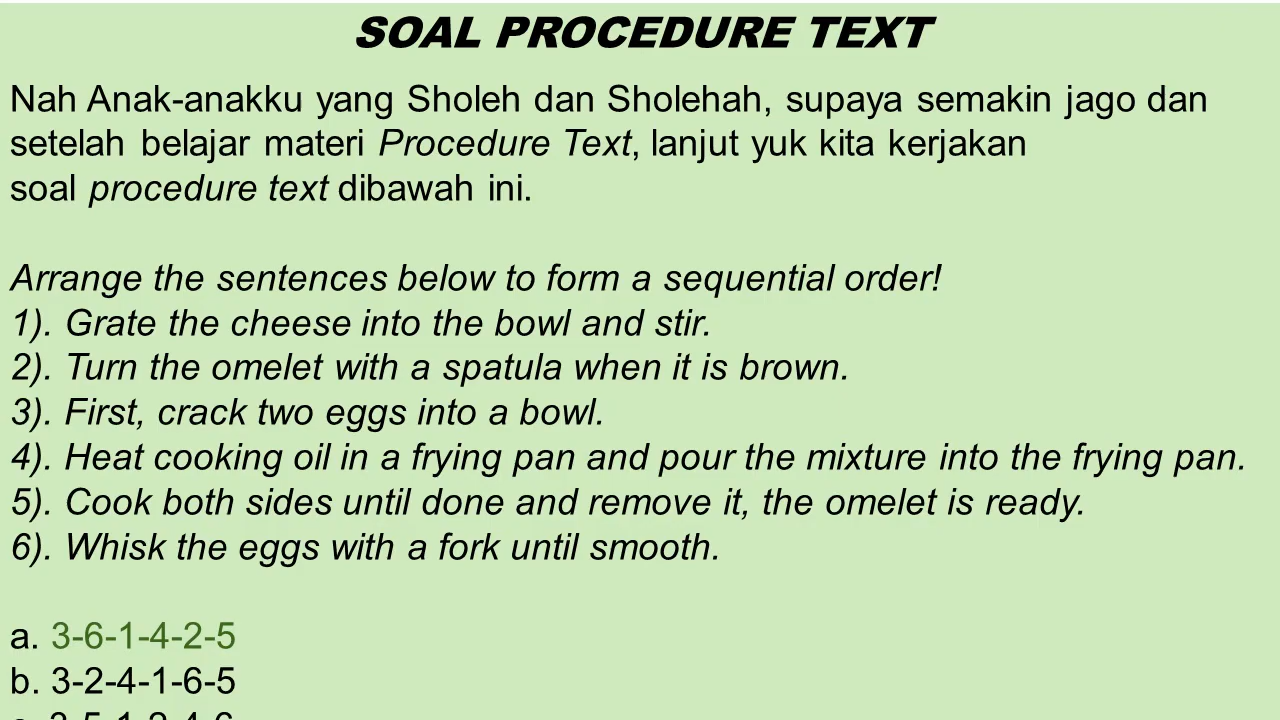 SOAL PROCEDURE TEXT
Nah Anak-anakku yang Sholeh dan Sholehah, supaya semakin jago dan
setelah belajar materi Procedure Text, lanjut yuk kita kerjakan
soal procedure text dibawah ini.
Arrange the sentences below to form a sequential order!
1). Grate the cheese into the bowl and stir.
2). Turn the omelet with a spatula when it is brown.
3). First, crack two eggs into a bowl.
4). Heat cooking oil in a frying pan and pour the mixture into the frying pan.
5). Cook both sides until done and remove it, the omelet is ready.
6). Whisk the eggs with a fork until smooth.
a. 3-6-1-4-2-5
b. 3-2-4-1-6-5